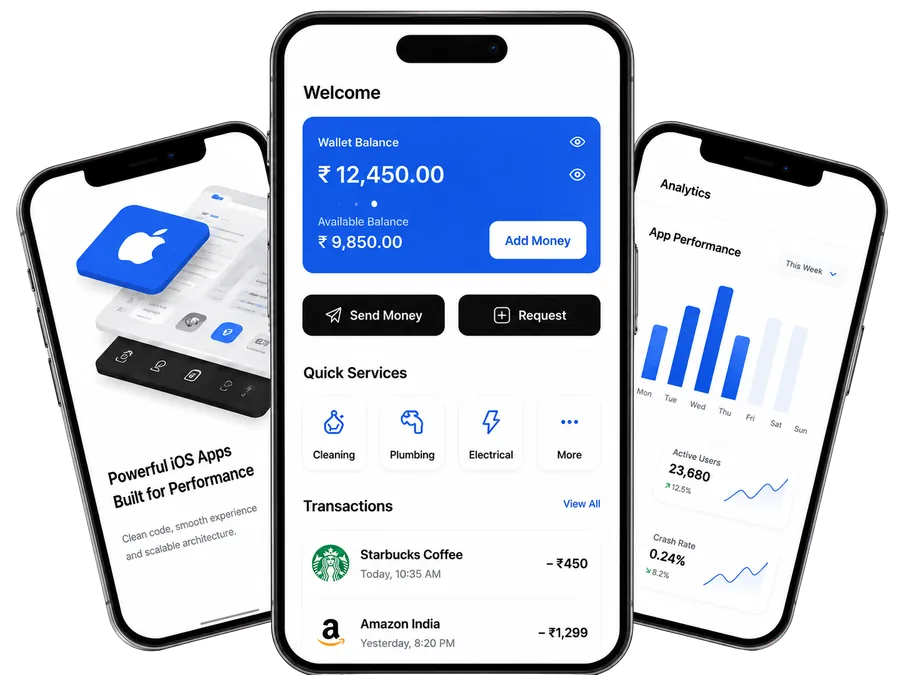 Powerful iOS Apps
Built for Performance
Clean code, smooth experience
and scalable architecture.
Welcome
Wallet Balance
₹ 12,450.00
Available Balance
₹ 9,850.00
Add Money
Send Money
Request
Quick Services
Cleaning
Plumbing
Electrical
More
Transactions
View All
Starbucks Coffee
Today, 10:35 AM
– ₹450
a
Amazon India
Yesterday, 8:20 PM
– ₹1,299
Analytics
App Performance
This Week
Mon Tue Wed Thu Fri Sat Sun
Active Users
23,680
12.5%
Crash Rate
0.24%
8.2%